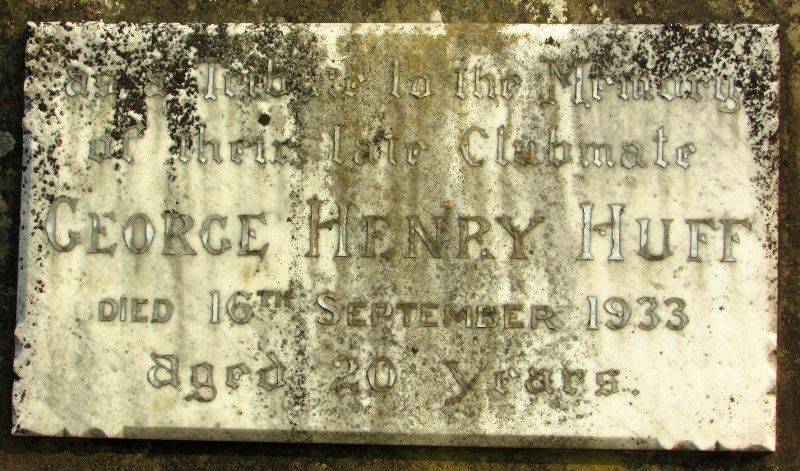 as a Tribute to the Memory
of their late Clubmate
GEORGE HENRY HUFF
DIED 16TH SEPTEMBER 1933
Aged 20 Years.